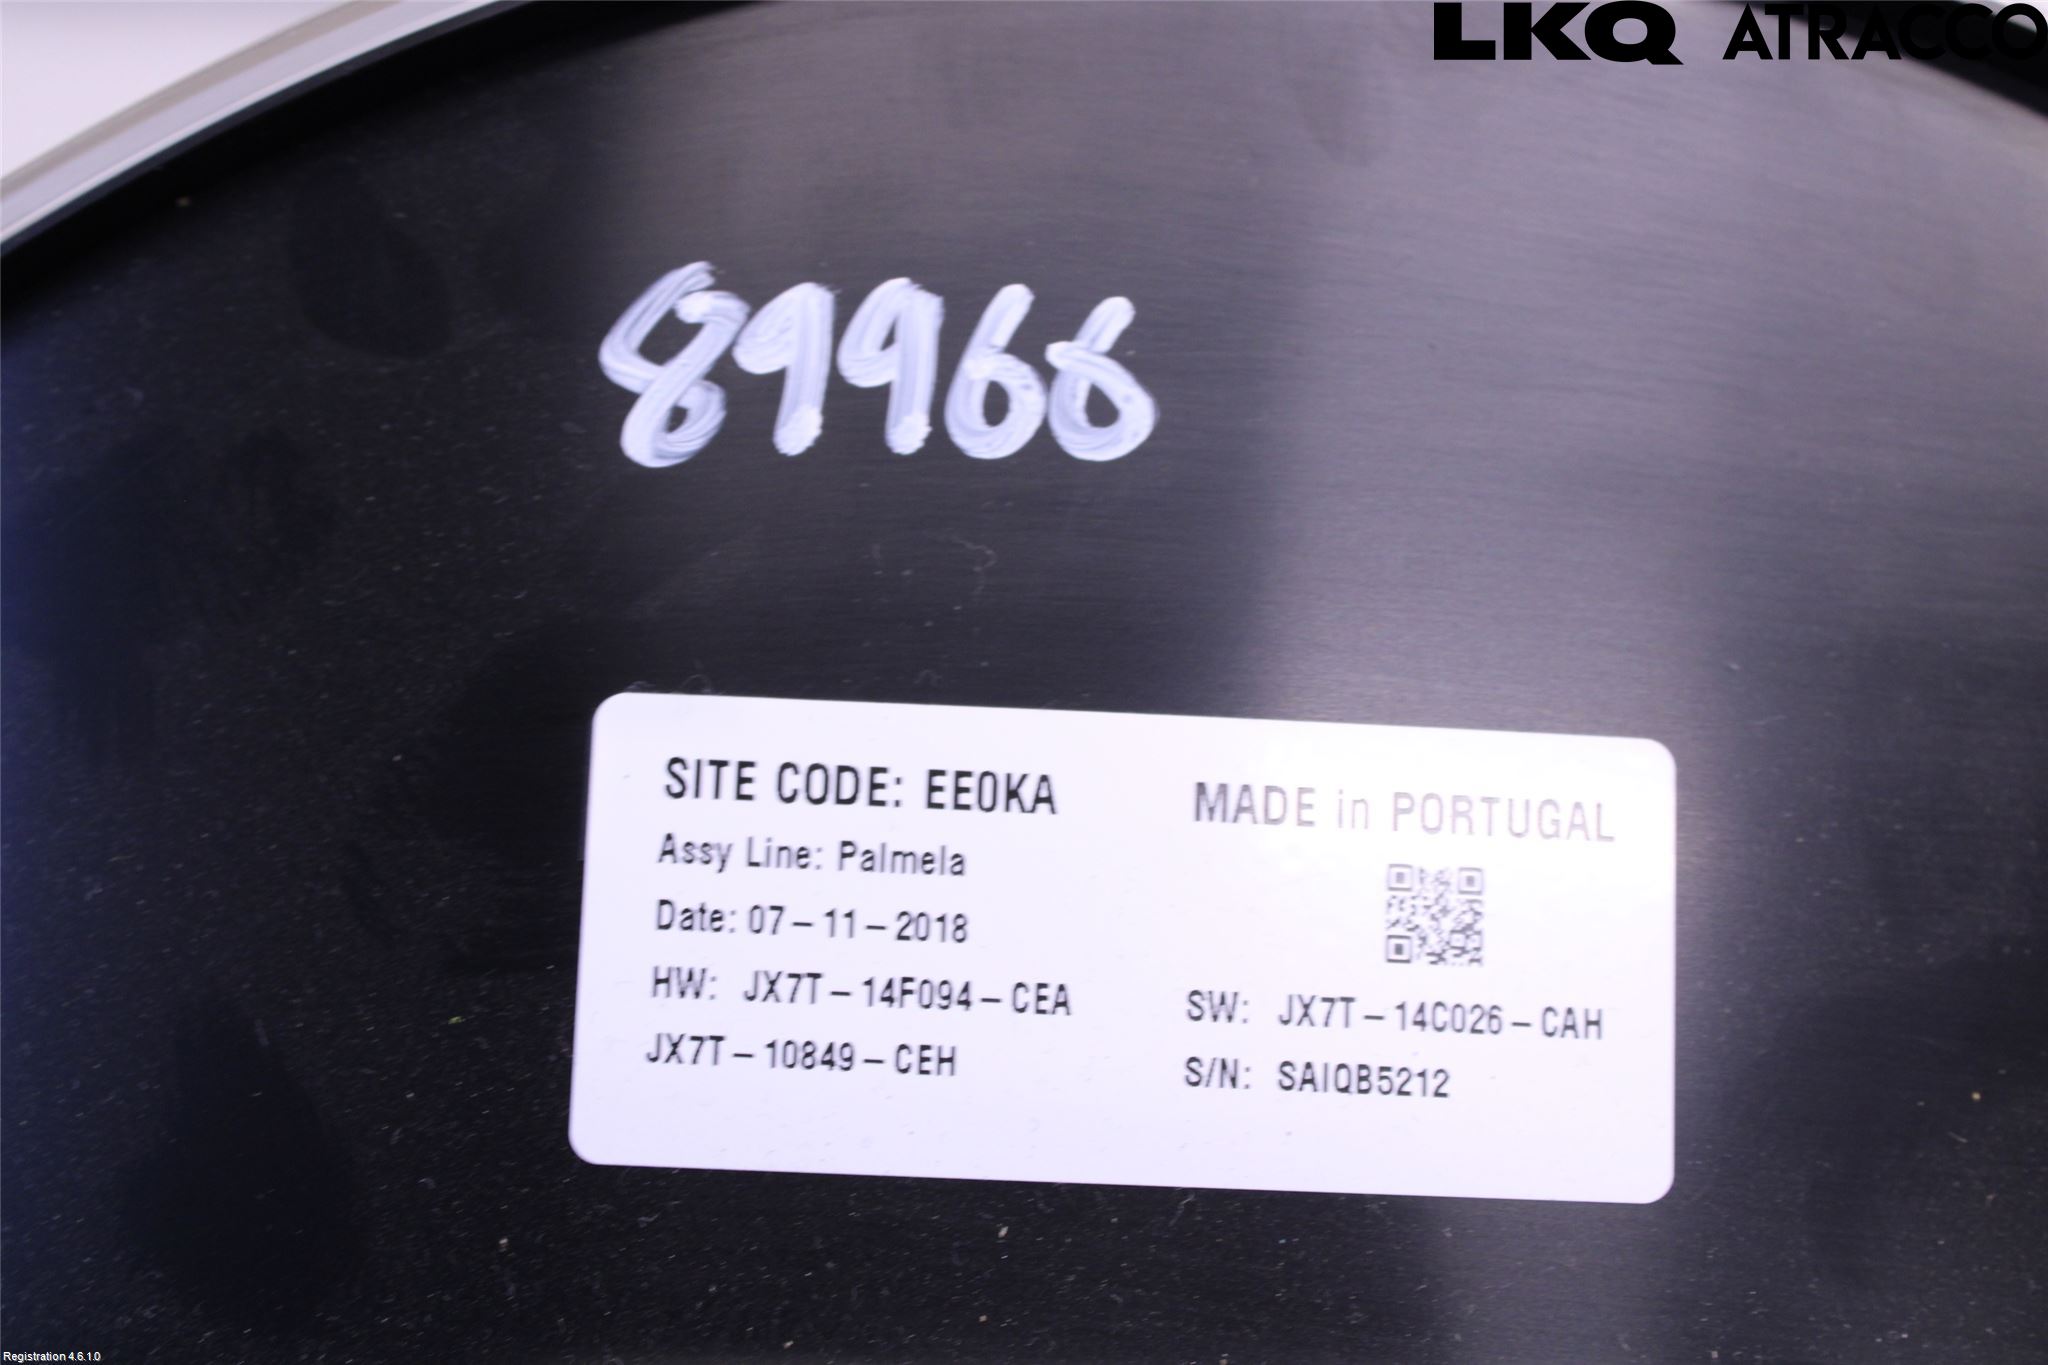 LKQ ATRACCO
89966
SITE CODE: EE0KA
Assy Line: Palmela
Date: 07-11-2018
HW: JX7T-14F094-CEA
JX7T-10849-CEH
MADE in PORTUGAL
SW: JX7T-14C026-CAH
S/N: SAIQB5212
Registration 4.6.1.0